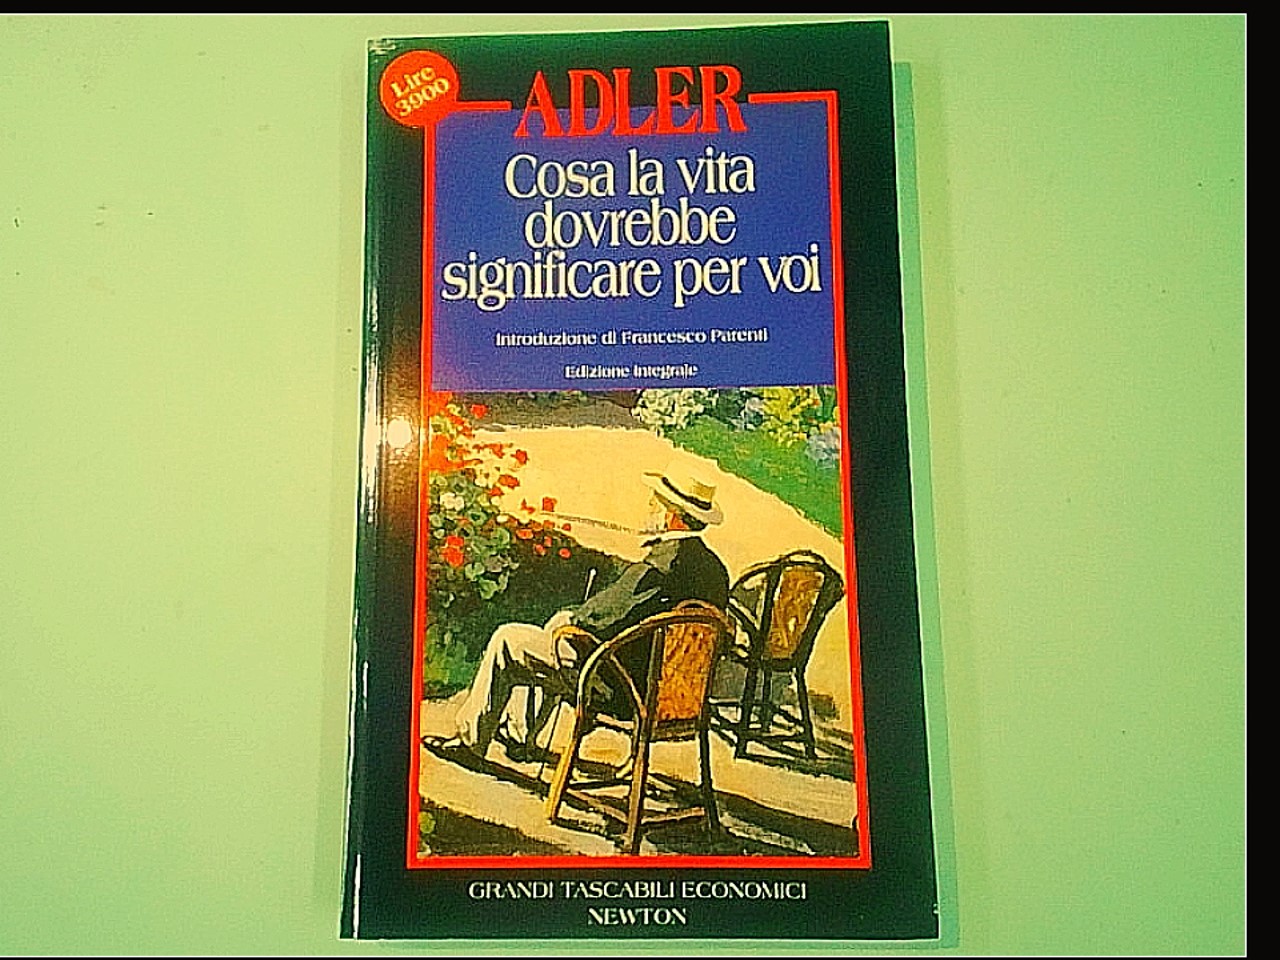 Lire
3900
ADLER
Cosa la vita
dovrebbe
significare per voi
Introduzione di Francesco Parenti
Edizione integrale
GRANDI TASCABILI ECONOMICI
NEWTON